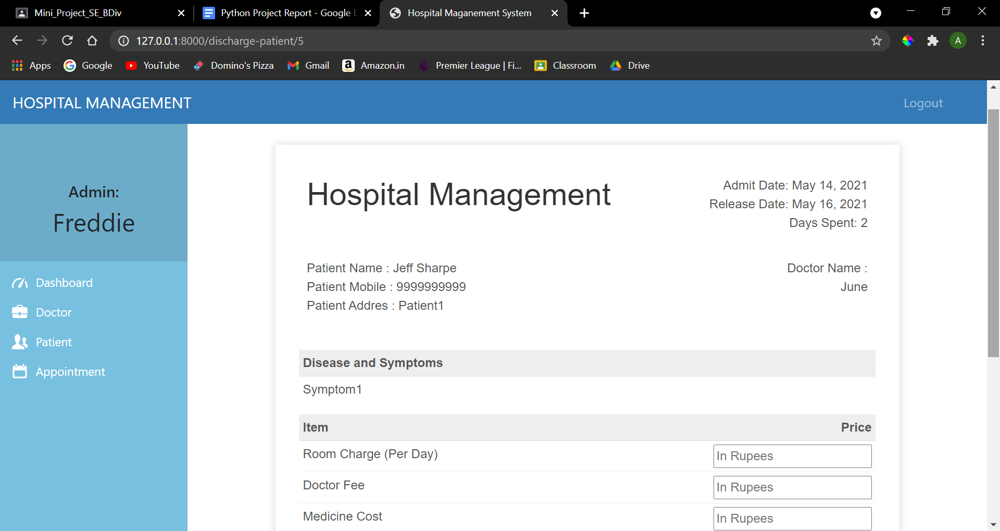 Mini_Project_SE_BDiv
Python Project Report - Google
Hospital Maganement System
127.0.0.1:8000/discharge-patient/5
A
Apps
Google
YouTube
Domino's Pizza
Gmail
Amazon.in
Premier League | Fi...
Classroom
Drive
HOSPITAL MANAGEMENT
Logout
Admin:
Freddie
Dashboard
Doctor
Patient
Appointment
Hospital Management
Admit Date: May 14, 2021
Release Date: May 16, 2021
Days Spent: 2
Patient Name : Jeff Sharpe
Patient Mobile : 9999999999
Patient Addres : Patient1
Doctor Name :
June
Disease and Symptoms
Symptom1
Item Price
Room Charge (Per Day) In Rupees
Doctor Fee In Rupees
Medicine Cost In Rupees